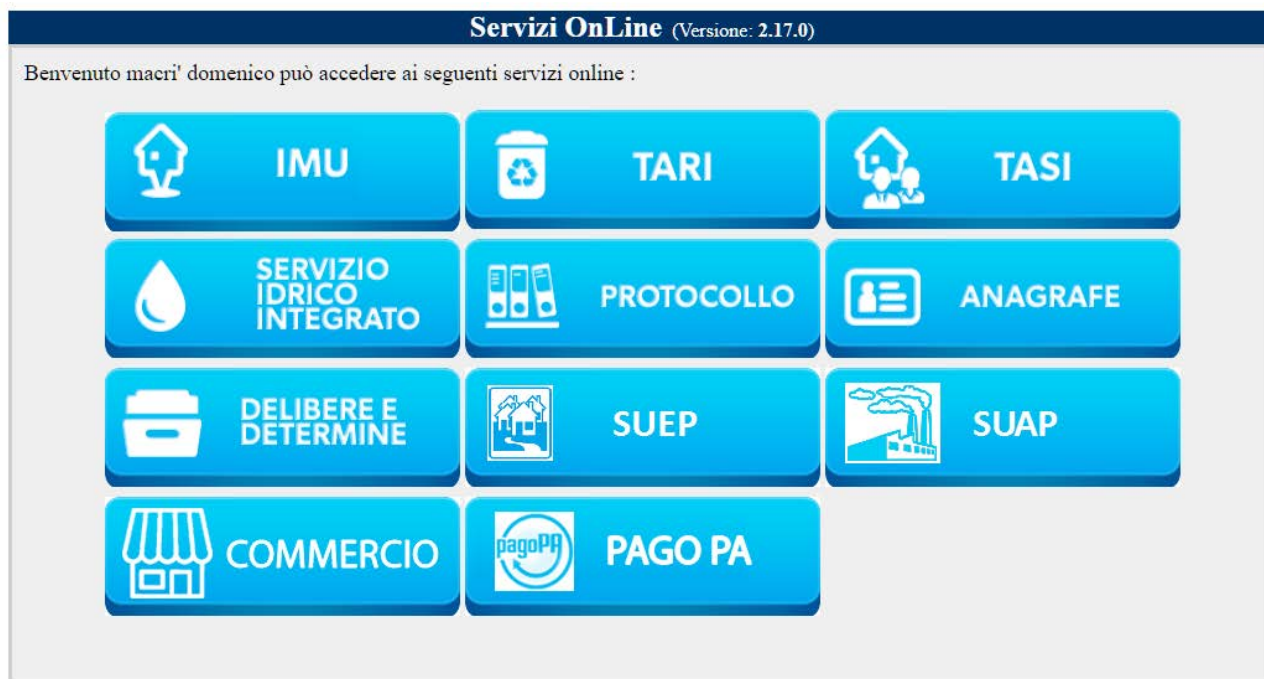 Servizi OnLine (Versione: 2.17.0)
Benvenuto macri' domenico può accedere ai seguenti servizi online :
IMU
TARI
TASI
SERVIZIO
IDRICO
INTEGRATO
PROTOCOLLO
ANAGRAFE
DELIBERE E
DETERMINE
SUEP
SUAP
COMMERCIO
pagoPA
PAGO PA